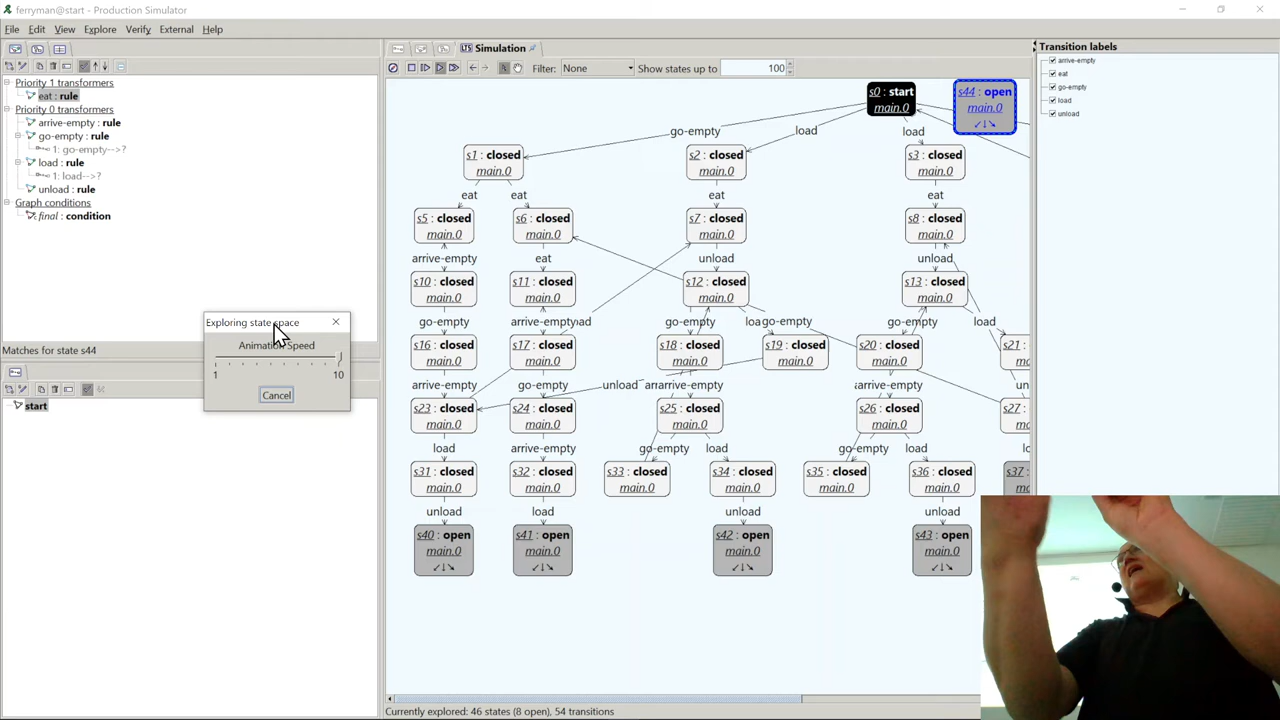 ferryman@start - Production Simulator
File Edit View Explore Verify External Help
Simulation
Filter: None Show states up to 100
Priority 1 transformers
eat : rule
Priority 0 transformers
arrive-empty : rule
go-empty : rule
1: go-empty-->?
load : rule
1: load-->?
unload : rule
Graph conditions
final : condition
Matches for state s44
start
Exploring state space
Animation Speed
1 10
Cancel
s0 : start
main.0
s44 : open
main.0
go-empty load load
s1 : closed s2 : closed s3 : closed
main.0 main.0 main.0
eat eat eat eat
s5 : closed s6 : closed s7 : closed s8 : closed
main.0 main.0 main.0 main.0
arrive-empty eat unload unload
s10 : closed s11 : closed s12 : closed s13 : closed
main.0 main.0 main.0 main.0
go-empty arrive-empty go-empty go-empty go-empty load
s16 : closed s17 : closed s18 : closed s19 : closed s20 : closed s21 :
main.0 main.0 main.0 main.0 main.0
arrive-empty go-empty unload arrive-empty arrive-empty
s23 : closed s24 : closed s25 : closed s26 : closed s27 :
main.0 main.0 main.0 main.0
load arrive-empty go-empty load go-empty load
s31 : closed s32 : closed s33 : closed s34 : closed s35 : closed s36 : closed s37 :
main.0 main.0 main.0 main.0 main.0 main.0
unload load unload unload
s40 : open s41 : open s42 : open s43 : open
main.0 main.0 main.0 main.0
Currently explored: 46 states (8 open), 54 transitions
Transition labels
arrive-empty
eat
go-empty
load
unload